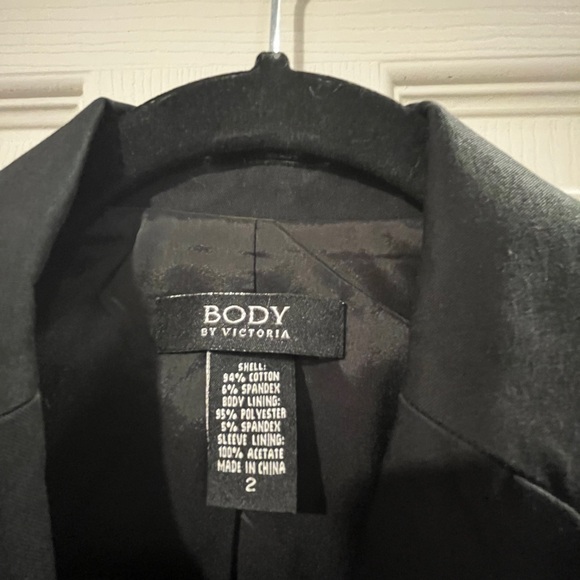 BODY
BY VICTORIA
SHELL:
94% COTTON
6% SPANDEX
BODY LINING:
95% POLYESTER
5% SPANDEX
SLEEVE LINING:
100% ACETATE
MADE IN CHINA
2